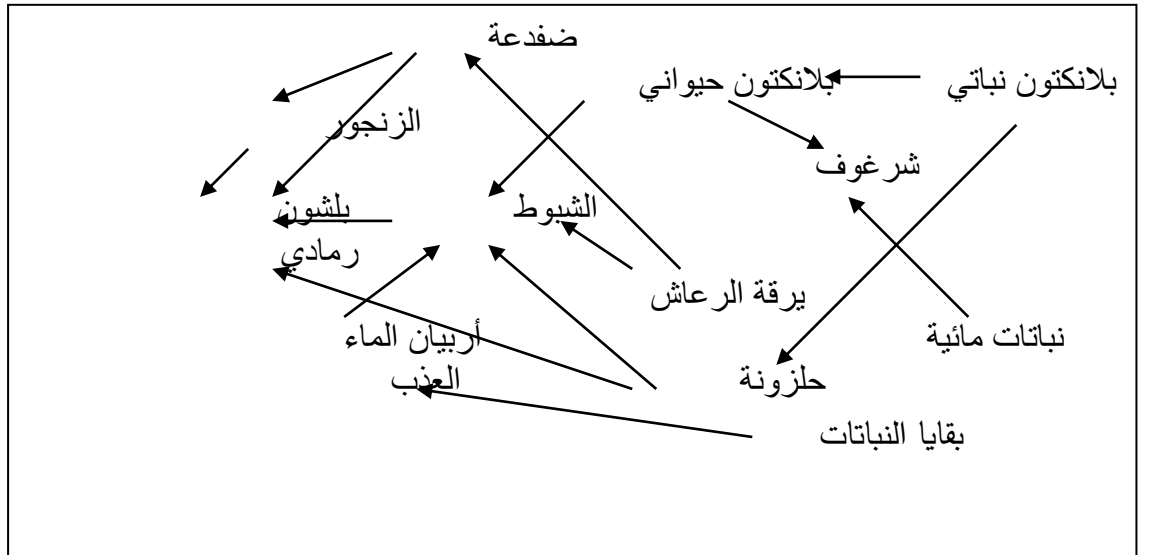 ضفدعة
بلانكتون نباتي
بلانكتون حيواني
الزنجور
شرغوف
الشبوط
بلشون
رمادي
يرقة الرعاش
نباتات مائية
أربيان الماء
العذب
حلزونة
بقايا النباتات